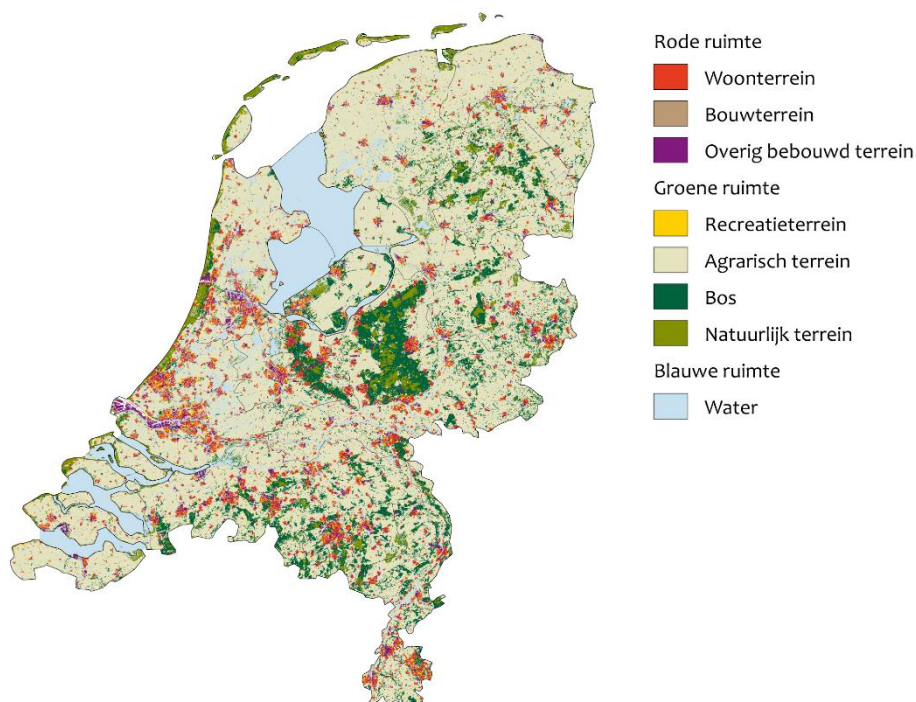 Rode ruimte
Woonterrein
Bouwterrein
Overig bebouwd terrein
Groene ruimte
Recreatieterrein
Agrarisch terrein
Bos
Natuurlijk terrein
Blauwe ruimte
Water